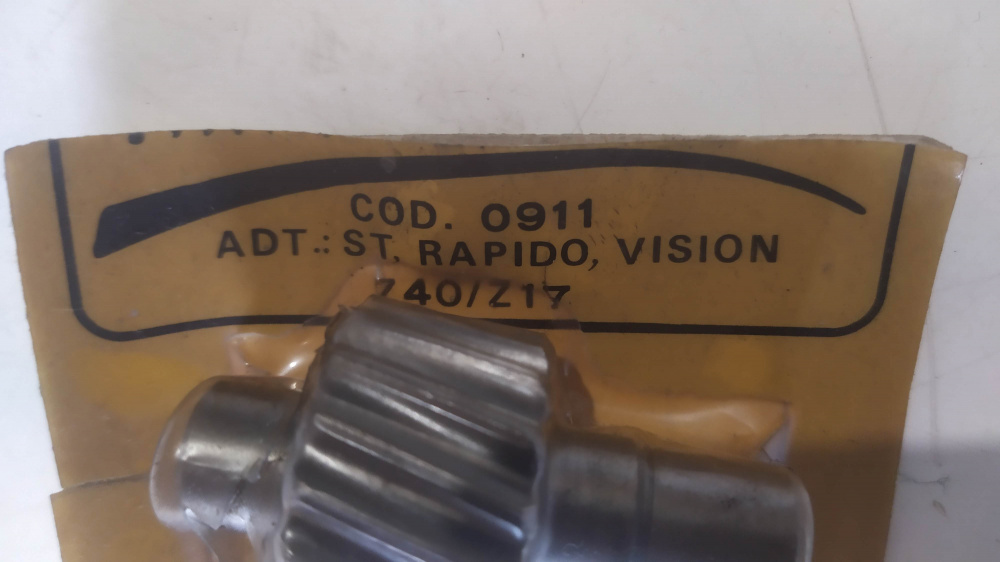 COD. 0911
ADT.: ST, RAPIDO, VISION
Z40/Z17